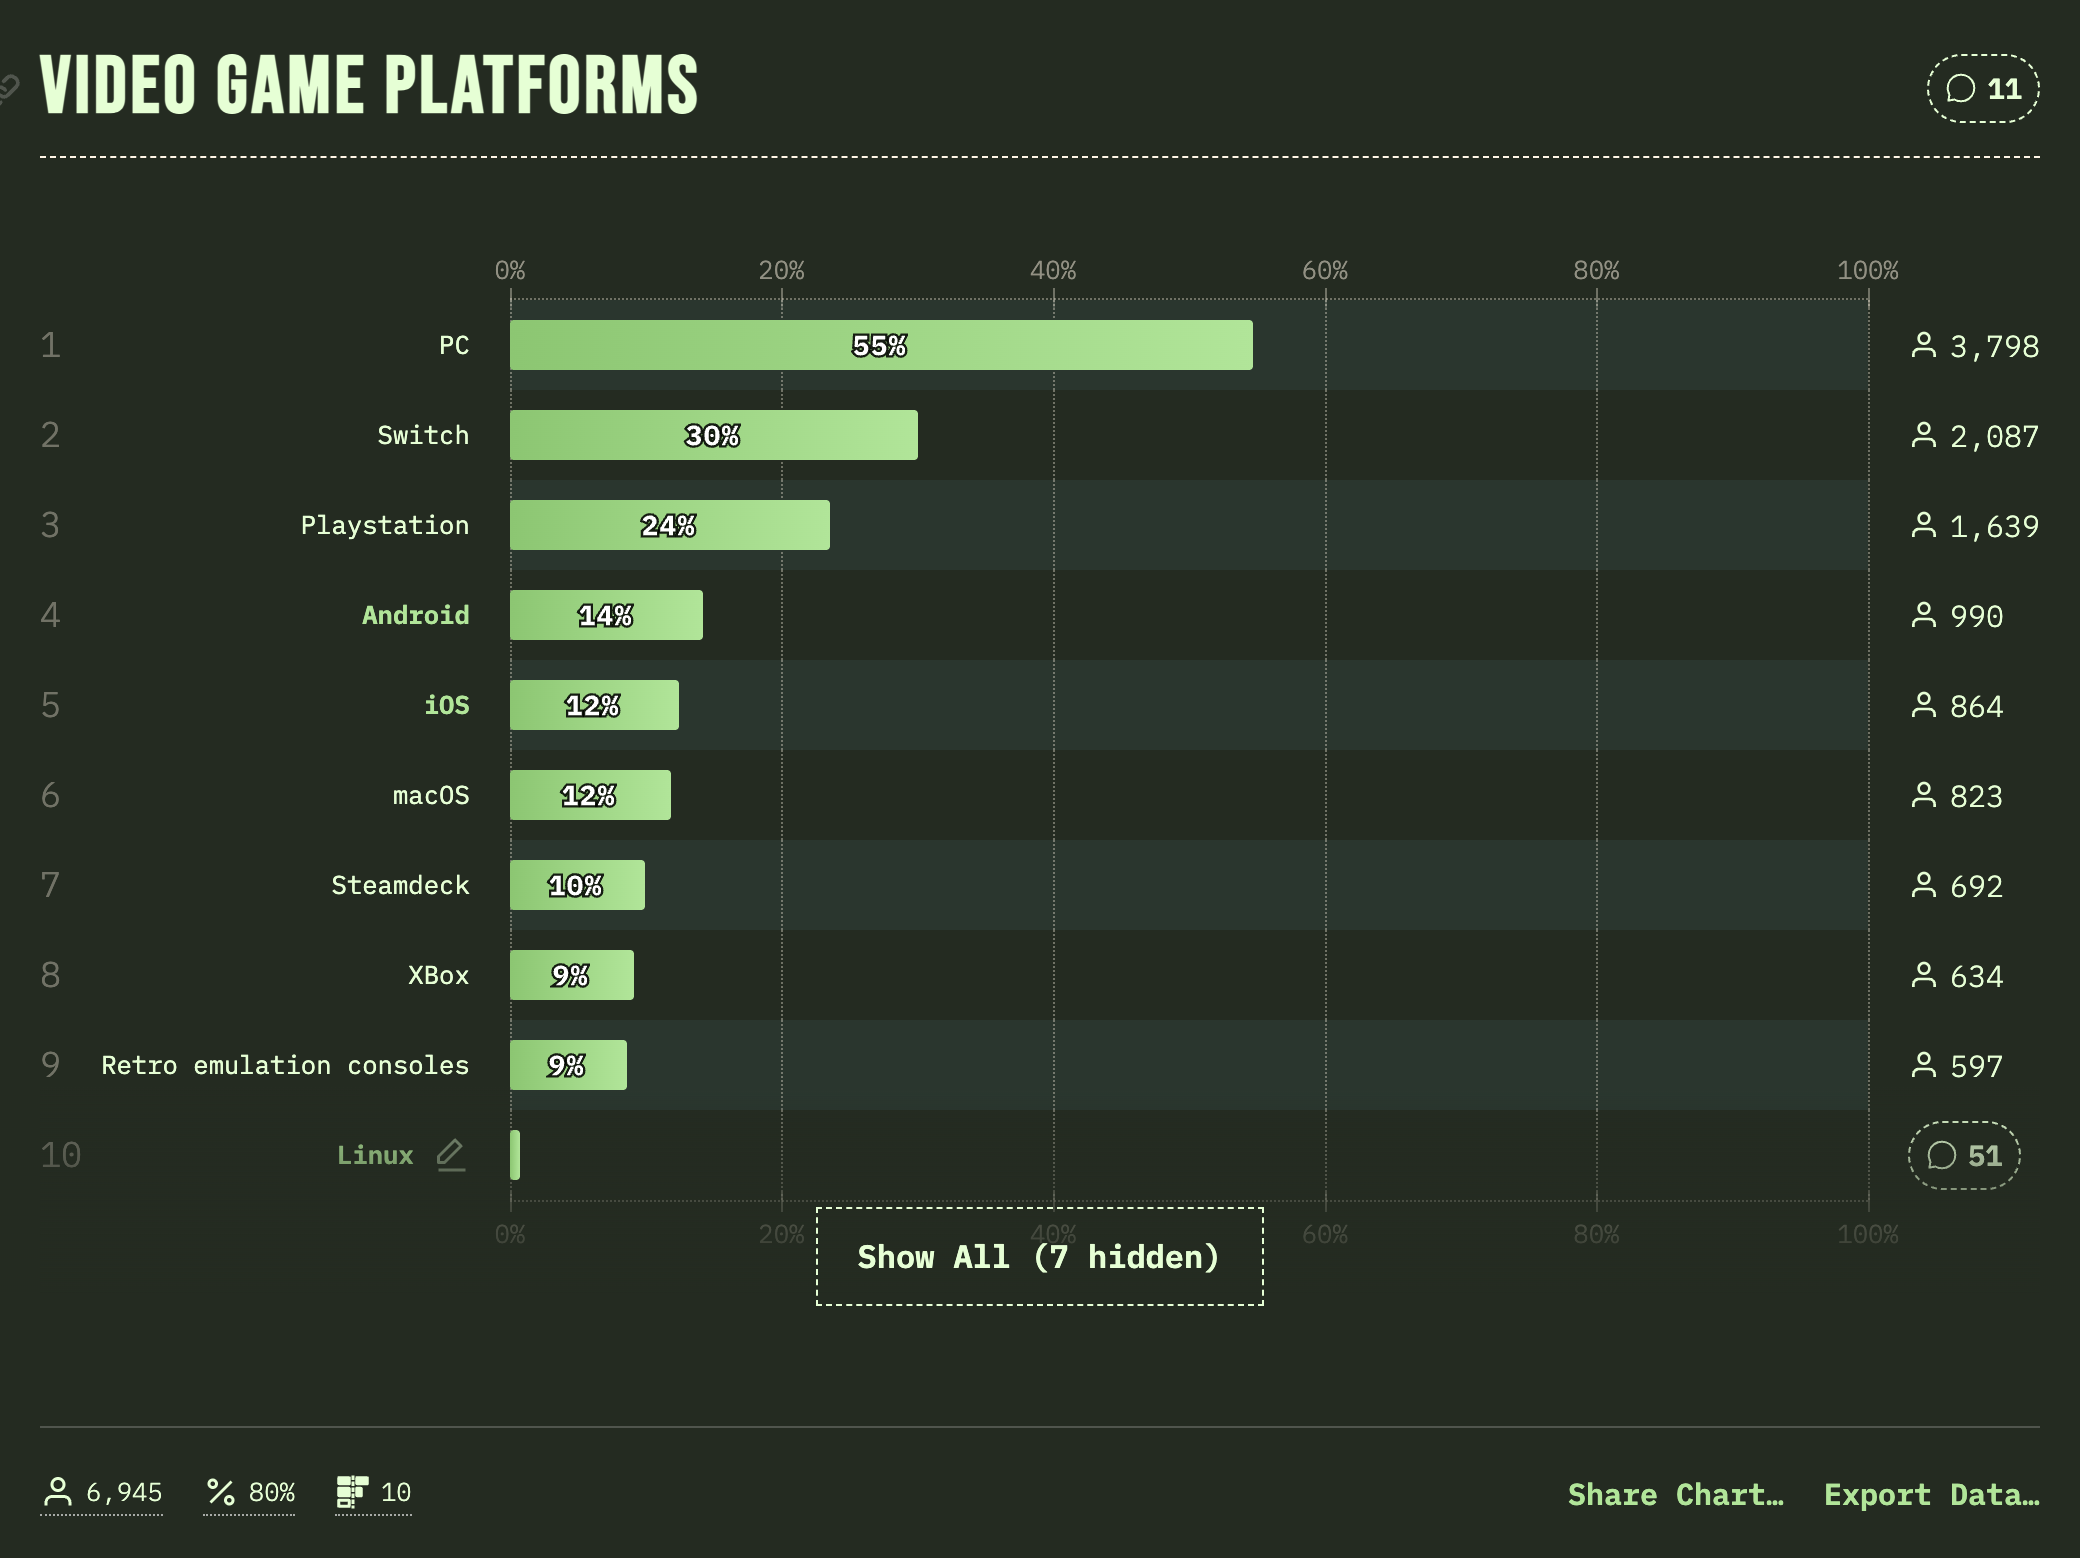 VIDEO GAME PLATFORMS
11
0% 20% 40% 60% 80% 100%
1 PC 55% 3,798
2 Switch 30% 2,087
3 Playstation 24% 1,639
4 Android 14% 990
5 iOS 12% 864
6 macOS 12% 823
7 Steamdeck 10% 692
8 XBox 9% 634
9 Retro emulation consoles 9% 597
10 Linux 51
0% 20% 40% 60% 80% 100%
Show All (7 hidden)
6,945 % 80% 10 Share Chart… Export Data…